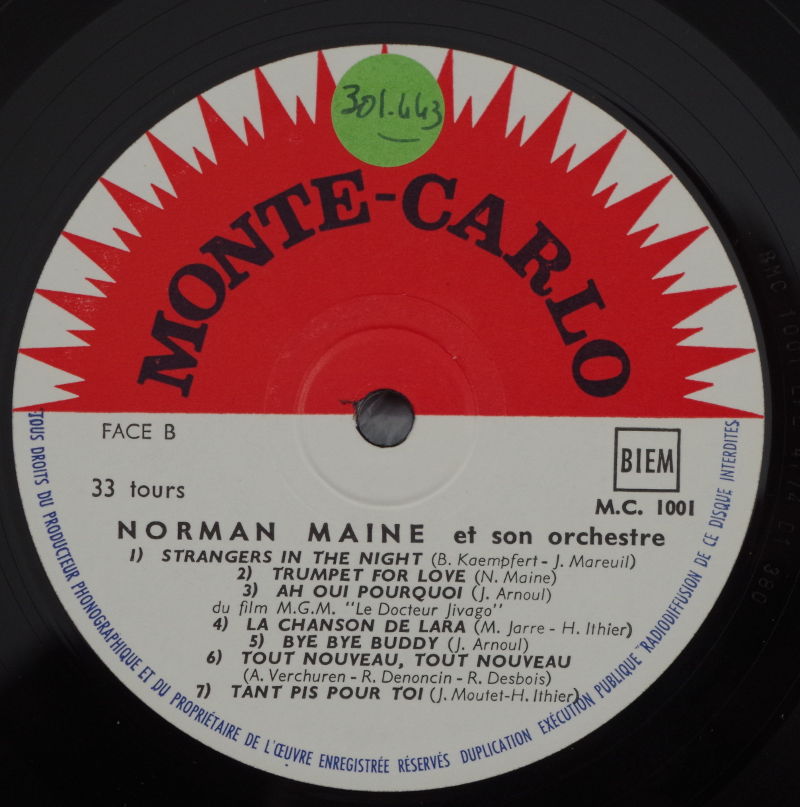 301.443
MONTE-CARLO
FACE B
BIEM
33 tours
M.C. 1001
NORMAN MAINE et son orchestre
1) STRANGERS IN THE NIGHT (B. Kaempfert - J. Mareuil)
2) TRUMPET FOR LOVE (N. Maine)
3) AH OUI POURQUOI (J. Arnoul)
du film M.G.M. "Le Docteur Jivago"
4) LA CHANSON DE LARA (M. Jarre - H. Ithier)
5) BYE BYE BUDDY (J. Arnoul)
6) TOUT NOUVEAU, TOUT NOUVEAU
(A. Verchuren - R. Denoncin - R. Desbois)
7) TANT PIS POUR TOI (J. Moutet-H. Ithier)
TOUS DROITS DU PRODUCTEUR PHONOGRAPHIQUE ET DU PROPRIÉTAIRE DE L'ŒUVRE ENREGISTRÉE RÉSERVÉS DUPLICATION EXÉCUTION PUBLIQUE RADIODIFFUSION DE CE DISQUE INTERDITES